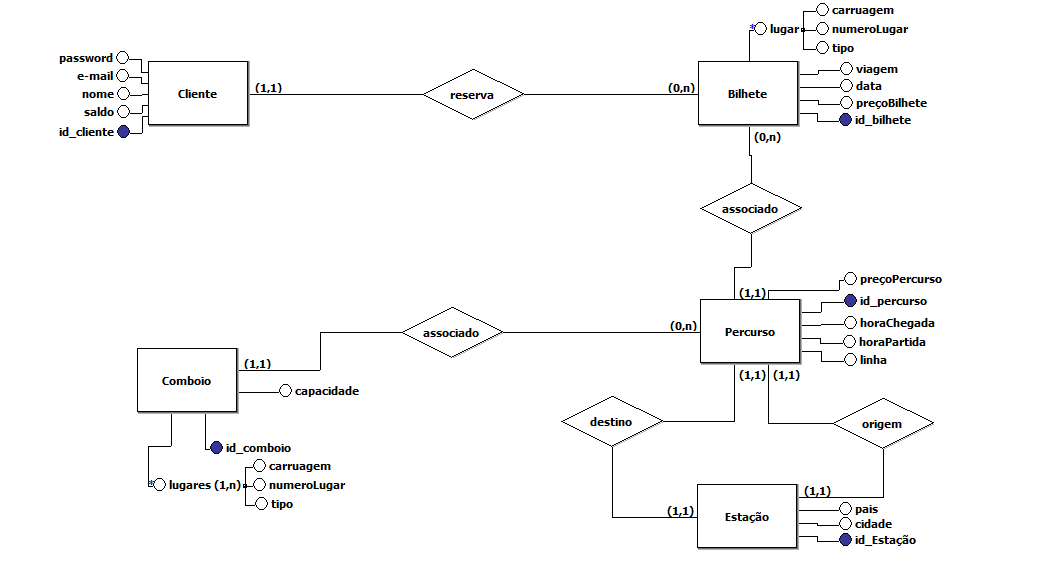 carruagem
* lugar
numeroLugar
tipo
password
e-mail
nome
saldo
id_cliente
Cliente
(1,1)
reserva
(0,n)
Bilhete
viagem
data
preçoBilhete
id_bilhete
(0,n)
associado
preçoPercurso
(1,1)
id_percurso
horaChegada
horaPartida
linha
Percurso
(0,n)
associado
(1,1)
Comboio
capacidade
id_comboio
* lugares (1,n)
carruagem
numeroLugar
tipo
(1,1)
(1,1)
destino
origem
(1,1)
(1,1)
Estação
pais
cidade
id_Estação